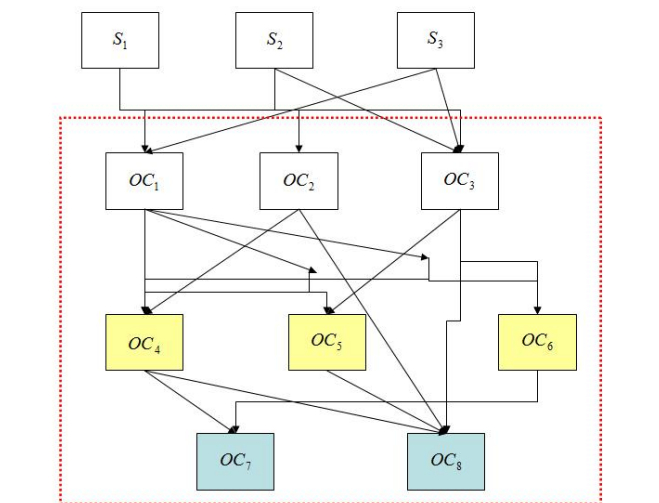 S₁
S₂
S₃
OC₁
OC₂
OC₃
OC₄
OC₅
OC₆
OC₇
OC₈